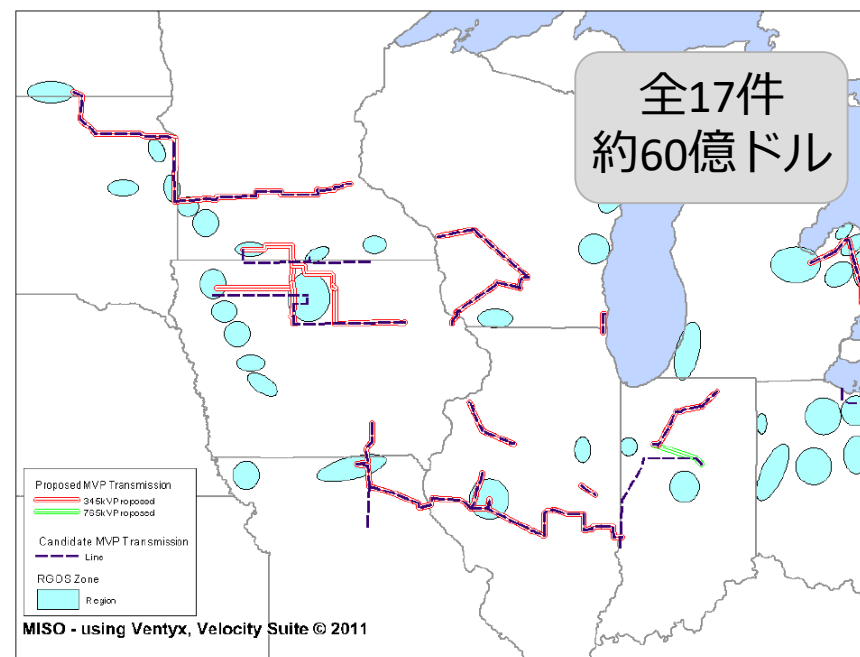 全17件
約60億ドル
Proposed MVP Transmission
345kV Proposed
765kV Proposed
Candidate MVP Transmission
Line
RGOS Zone
Region
MISO - using Ventyx, Velocity Suite © 2011